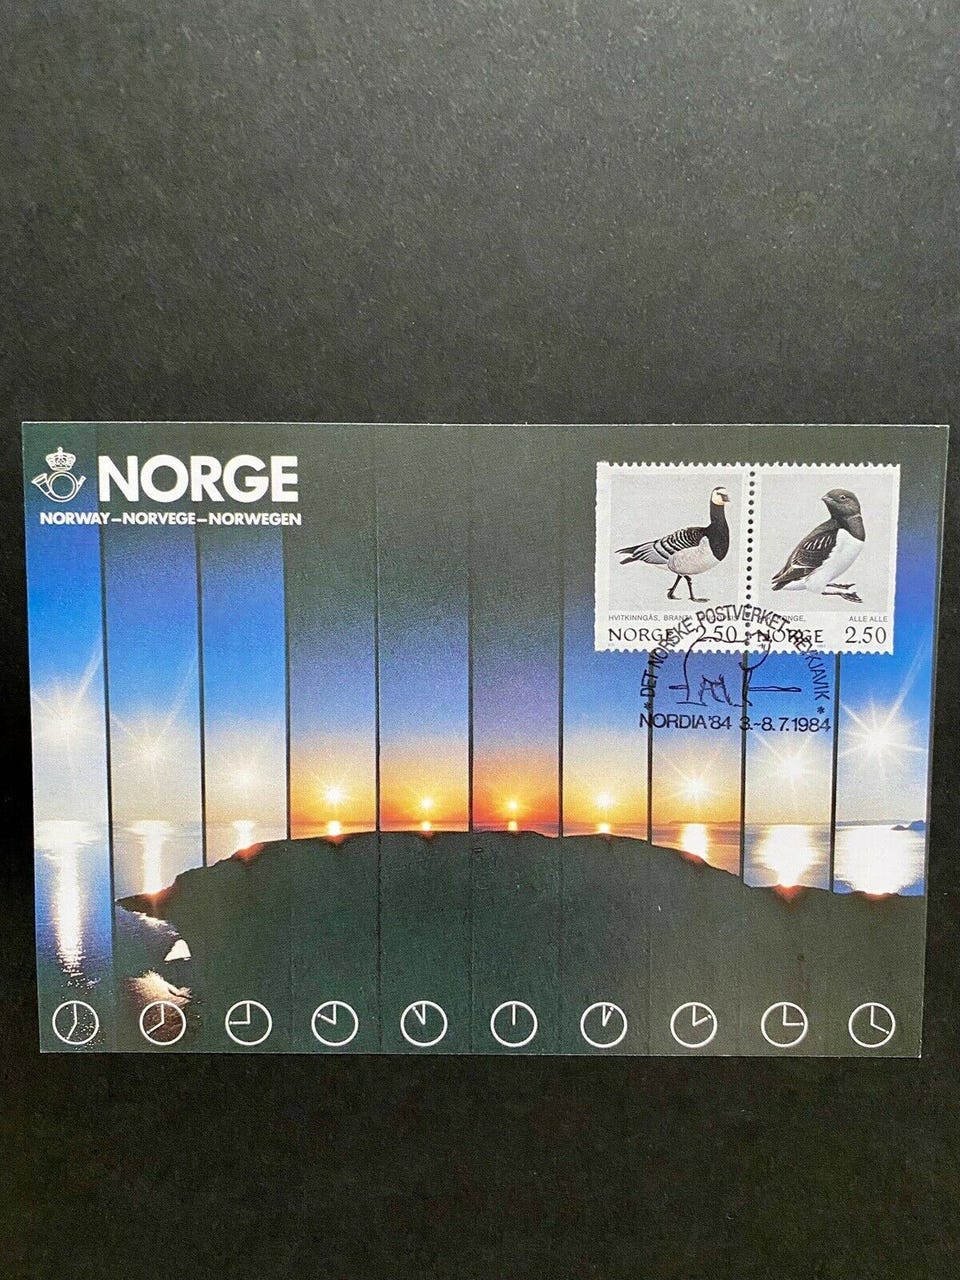 NORGE
NORWAY–NORVEGE–NORWEGEN
HVITKINNGÅS, BRANTA
NORGE 2.50
ALLE ALLE
NORGE 2.50
* DET NORSKE POSTVERKET, REYKJAVIK *
NORDIA'84 3.-8.7.1984